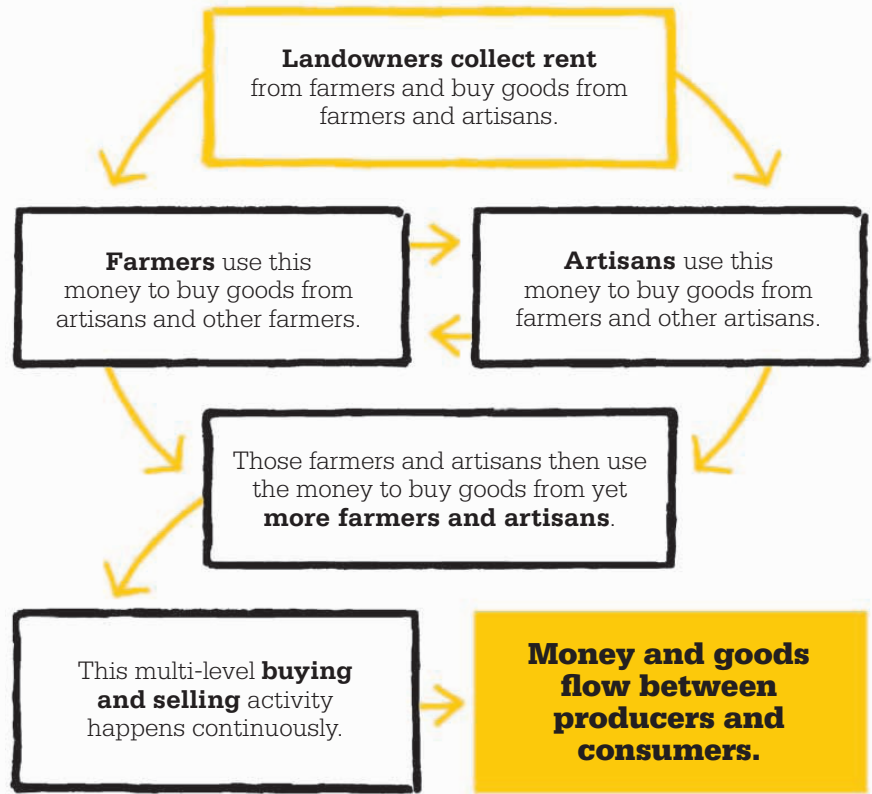 Landowners collect rent
from farmers and buy goods from
farmers and artisans.
Farmers use this
money to buy goods from
artisans and other farmers.
Artisans use this
money to buy goods from
farmers and other artisans.
Those farmers and artisans then use
the money to buy goods from yet
more farmers and artisans.
This multi-level buying
and selling activity
happens continuously.
Money and goods
flow between
producers and
consumers.